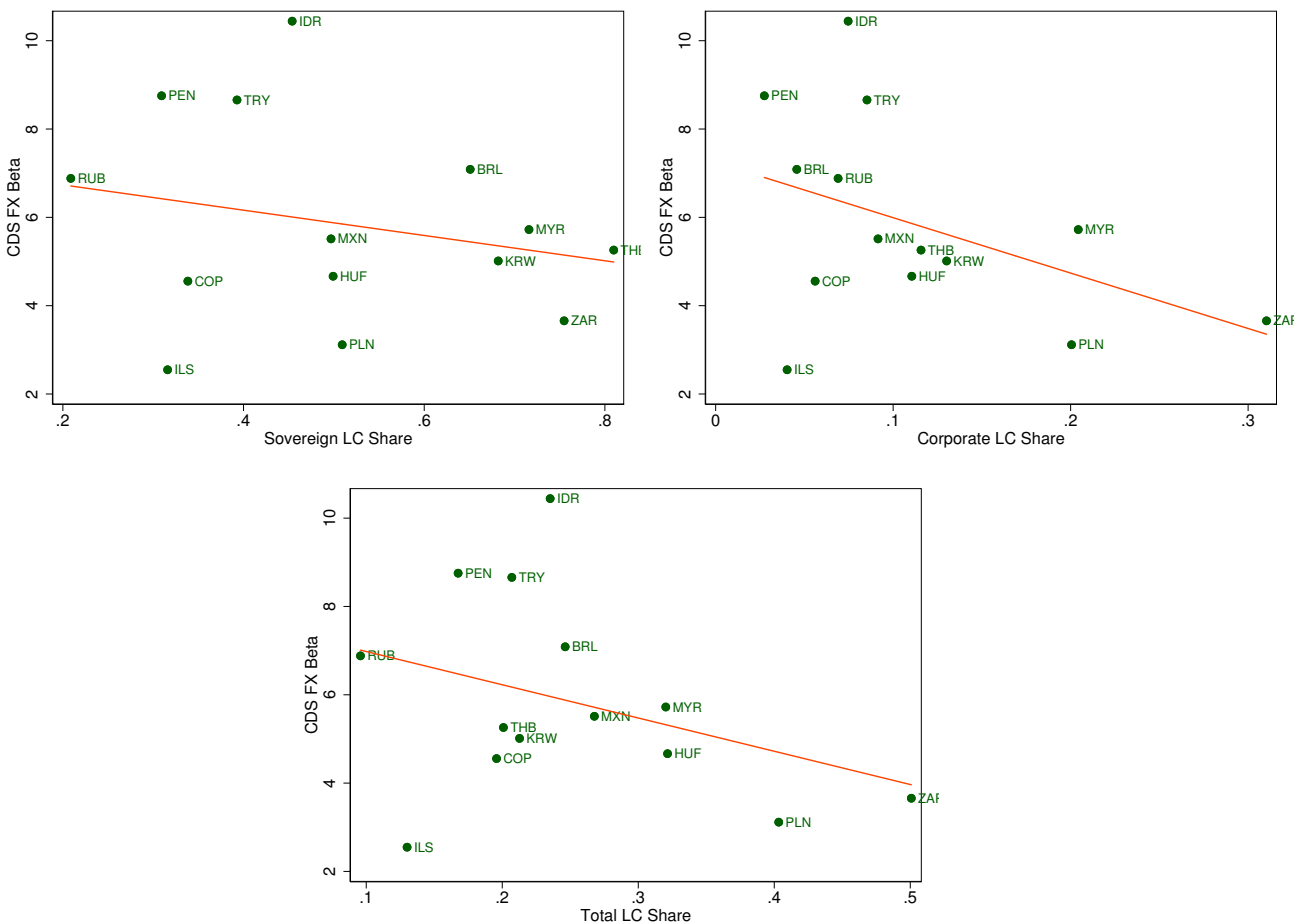 IDR
10
PEN
TRY
8
BRL
RUB
CDS FX Beta
6
MYR
MXN
THI
KRW
HUF
COP
4
ZAR
PLN
ILS
2
.2
.4
.6
.8
Sovereign LC Share
IDR
10
PEN
TRY
8
BRL
RUB
CDS FX Beta
6
MYR
MXN
THB
KRW
HUF
COP
4
ZAR
PLN
ILS
2
0
.1
.2
.3
Corporate LC Share
IDR
10
PEN
TRY
8
BRL
RUB
CDS FX Beta
6
MYR
MXN
THB
KRW
HUF
COP
4
ZAR
PLN
ILS
2
.1
.2
.3
.4
.5
Total LC Share